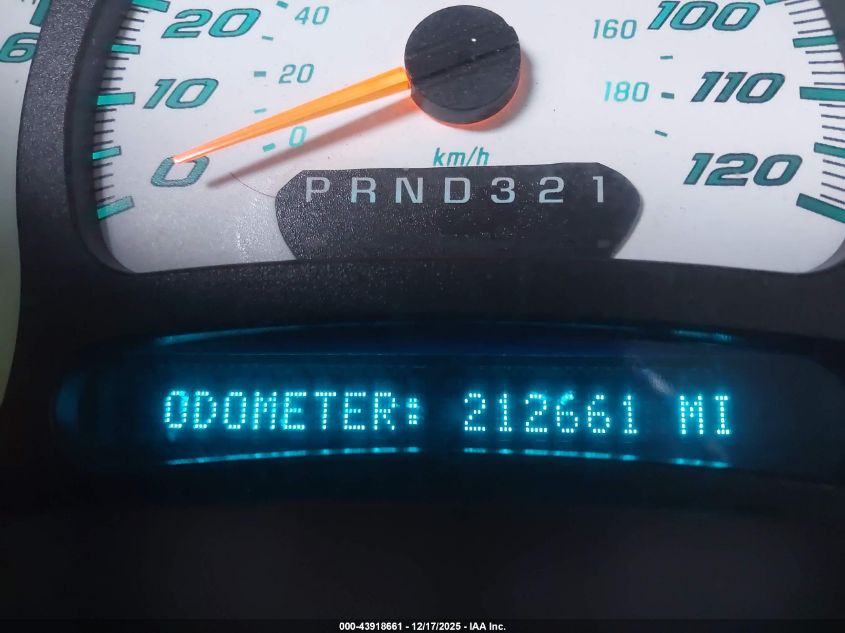 20 40 160 100
6 10 20 180 110
0 0 km/h 120
PRND321
ODOMETER: 212661 MI
000-43918661 - 12/17/2025 - IAA Inc.